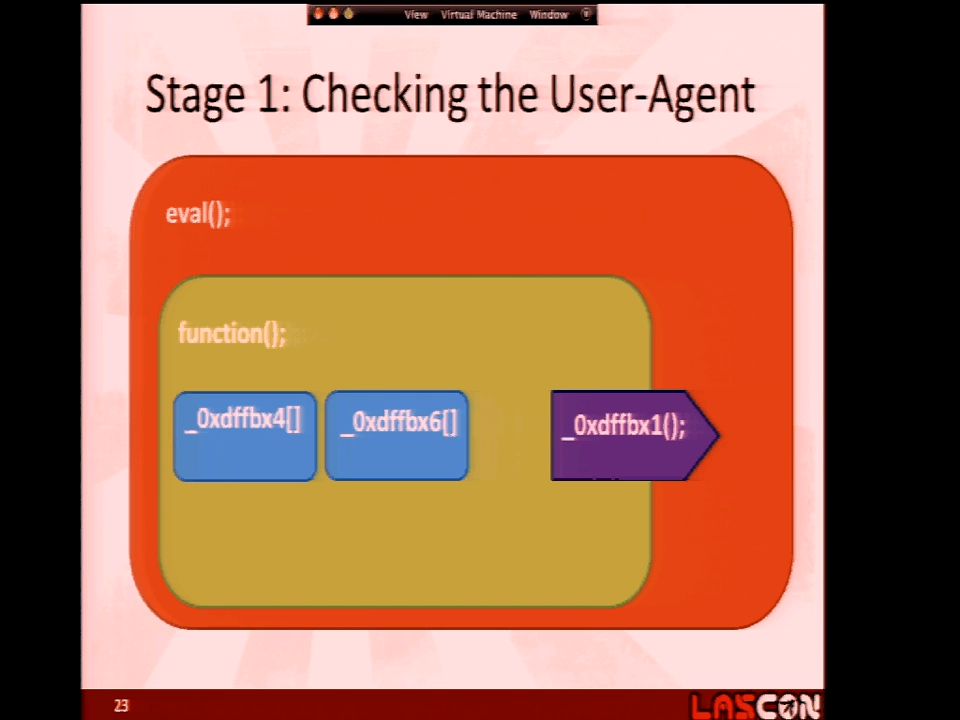 View Virtual Machine Window
Stage 1: Checking the User-Agent
eval();
function();
_0xdffbx4[] _0xdffbx6[] _0xdffbx1();
23 LASCON